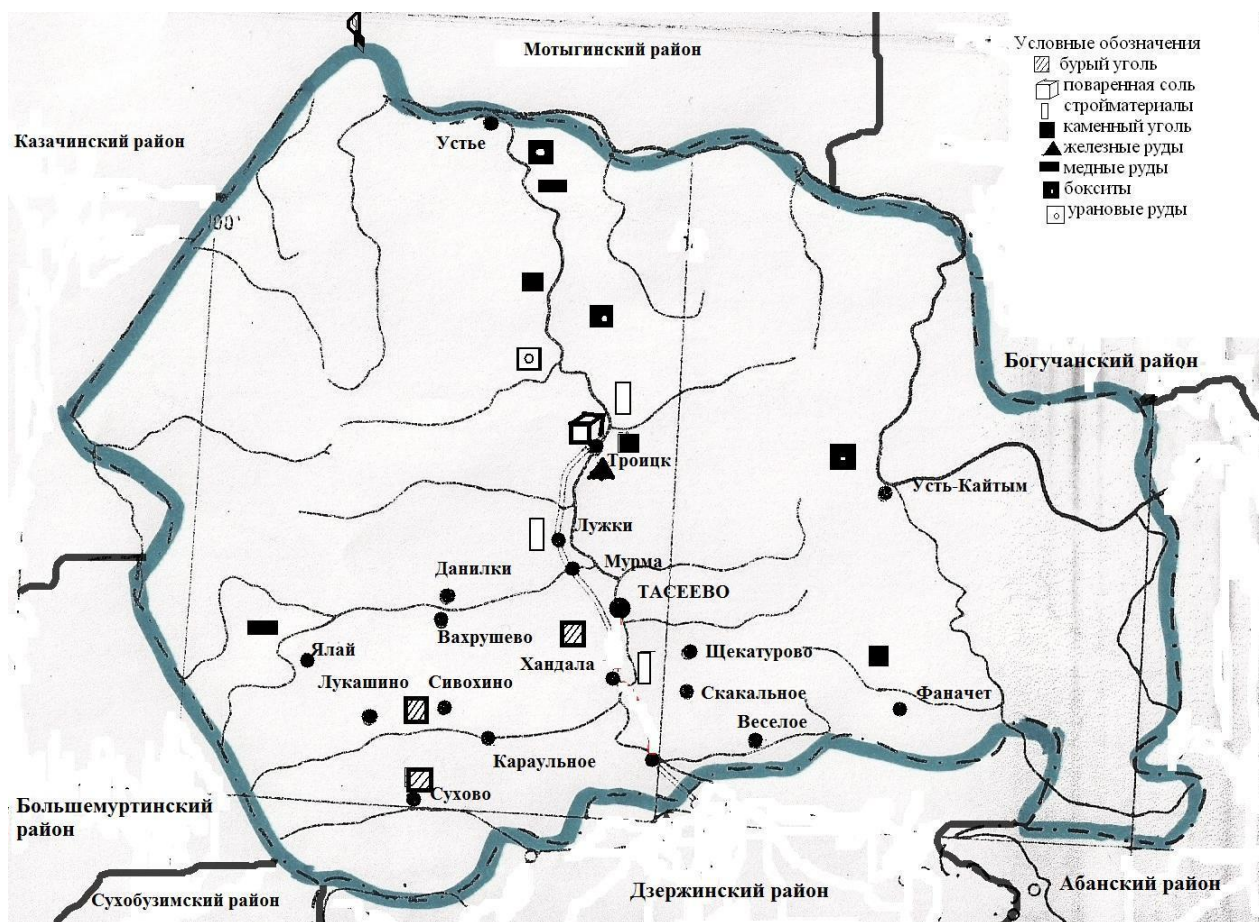 Мотыгинский район
Условные обозначения
бурый уголь
поваренная соль
стройматериалы
каменный уголь
железные руды
медные руды
бокситы
урановые руды
Казачинский район
Устье
100°
Богучанский район
Троицк
Усть-Кайтым
Лужки
Мурма
Данилки
ТАСЕЕВО
Вахрушево
Щекатурово
Ялай
Хандала
Лукашино
Сивохино
Скакальное
Фаначет
Веселое
Караульное
Сухово
Большемуртинский
район
Дзержинский район
Абанский район
Сухобузимский район